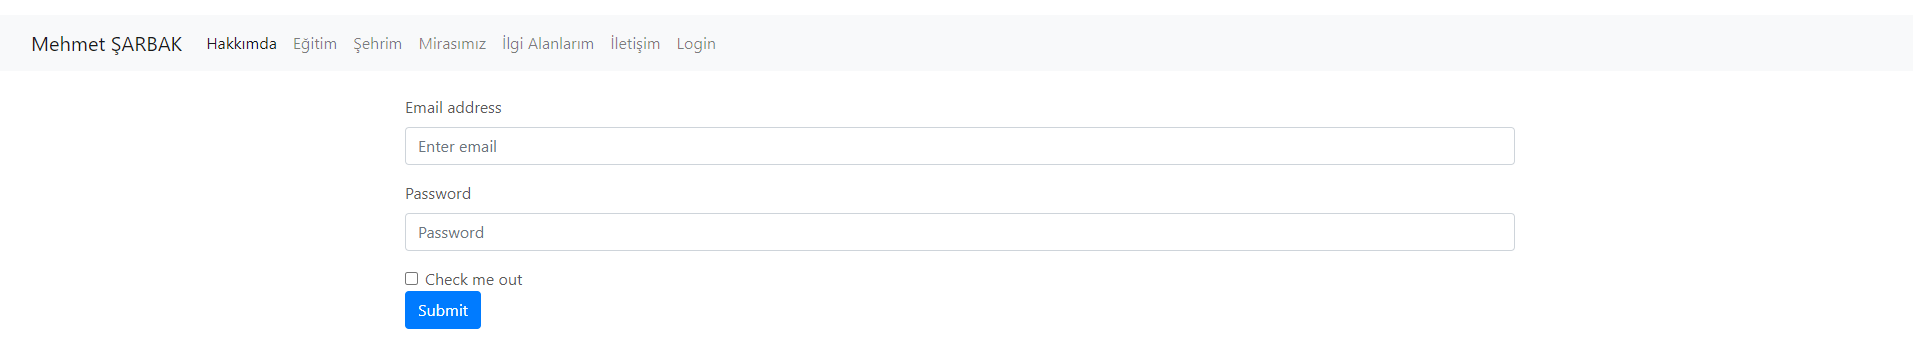 Mehmet ŞARBAK Hakkımda Eğitim Şehrim Mirasımız İlgi Alanlarım İletişim Login
Email address
Enter email
Password
Password
Check me out
Submit